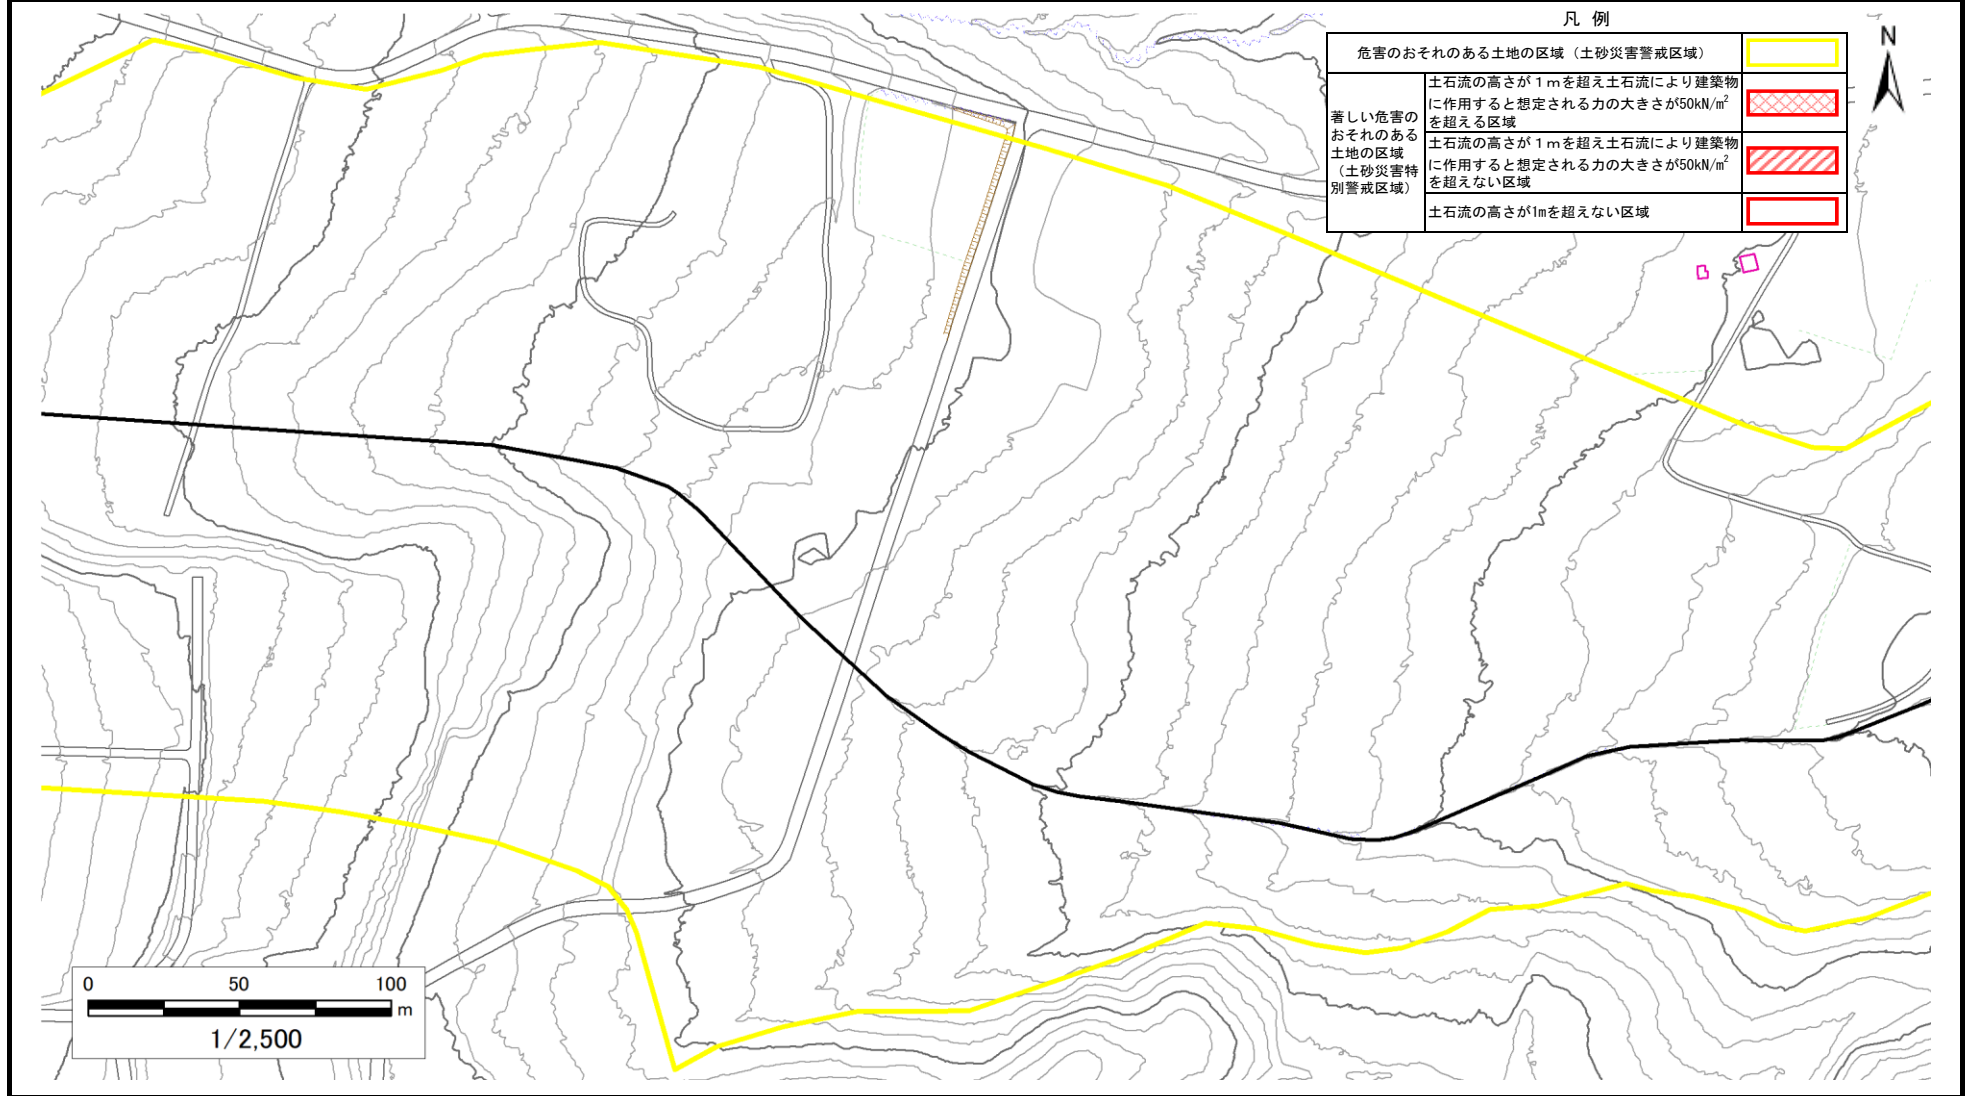 凡 例
N
危害のおそれのある土地の区域（土砂災害警戒区域）
著しい危害の
おそれのある
土地の区域
（土砂災害特
別警戒区域）
土石流の高さが１ｍを超え土石流により建築物
に作用すると想定される力の大きさが50kN/m²
を超える区域
土石流の高さが１ｍを超え土石流により建築物
に作用すると想定される力の大きさが50kN/m²
を超えない区域
土石流の高さが1mを超えない区域
0 50 100
m
1/2,500